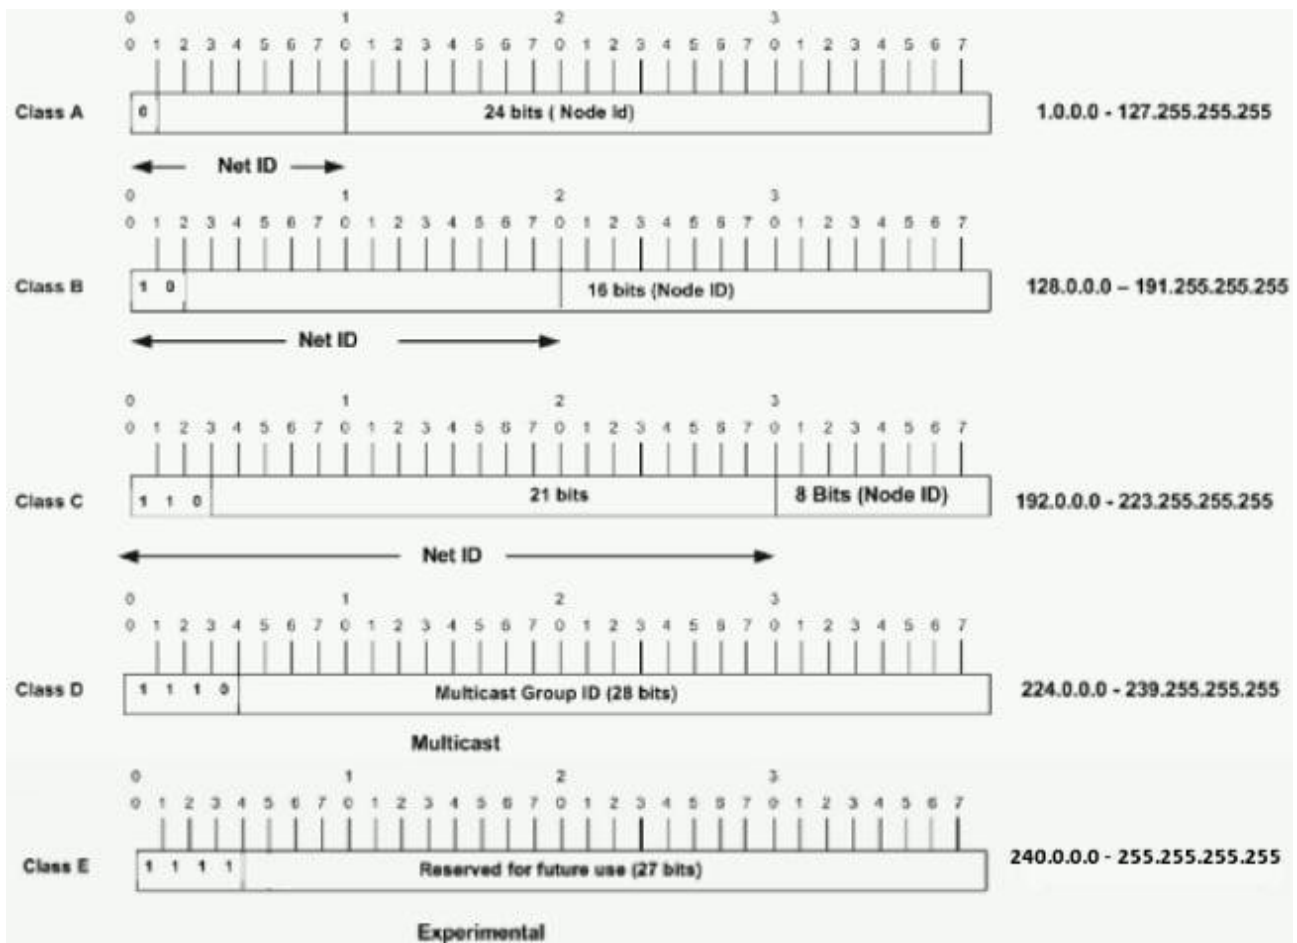 0 1 2 3
0 1 2 3 4 5 6 7 0 1 2 3 4 5 6 7 0 1 2 3 4 5 6 7 0 1 2 3 4 5 6 7
Class A 0 24 bits ( Node Id) 1.0.0.0 - 127.255.255.255
Net ID
0 1 2 3
0 1 2 3 4 5 6 7 0 1 2 3 4 5 6 7 0 1 2 3 4 5 6 7 0 1 2 3 4 5 6 7
Class B 1 0 16 bits (Node ID) 128.0.0.0 – 191.255.255.255
Net ID
0 1 2 3
0 1 2 3 4 5 6 7 0 1 2 3 4 5 6 7 0 1 2 3 4 5 6 7 0 1 2 3 4 5 6 7
Class C 1 1 0 21 bits 8 Bits (Node ID) 192.0.0.0 - 223.255.255.255
Net ID
0 1 2 3
0 1 2 3 4 5 6 7 0 1 2 3 4 5 6 7 0 1 2 3 4 5 6 7 0 1 2 3 4 5 6 7
Class D 1 1 1 0 Multicast Group ID (28 bits) 224.0.0.0 - 239.255.255.255
Multicast
0 1 2 3
0 1 2 3 4 5 6 7 0 1 2 3 4 5 6 7 0 1 2 3 4 5 6 7 0 1 2 3 4 5 6 7
Class E 1 1 1 1 Reserved for future use (27 bits) 240.0.0.0 - 255.255.255.255
Experimental